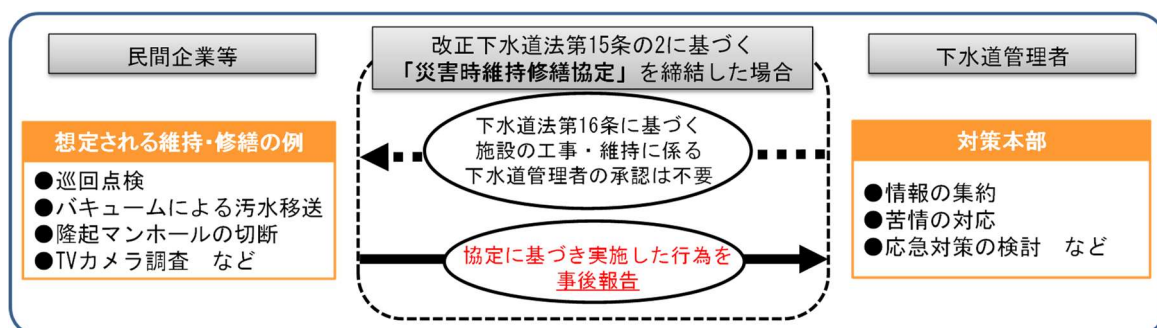 民間企業等
改正下水道法第15条の2に基づく
「災害時維持修繕協定」を締結した場合
下水道管理者
想定される維持・修繕の例
●巡回点検
●バキュームによる汚水移送
●隆起マンホールの切断
●TVカメラ調査　など
下水道法第16条に基づく
施設の工事・維持に係る
下水道管理者の承認は不要
協定に基づき実施した行為を
事後報告
対策本部
●情報の集約
●苦情の対応
●応急対策の検討　など